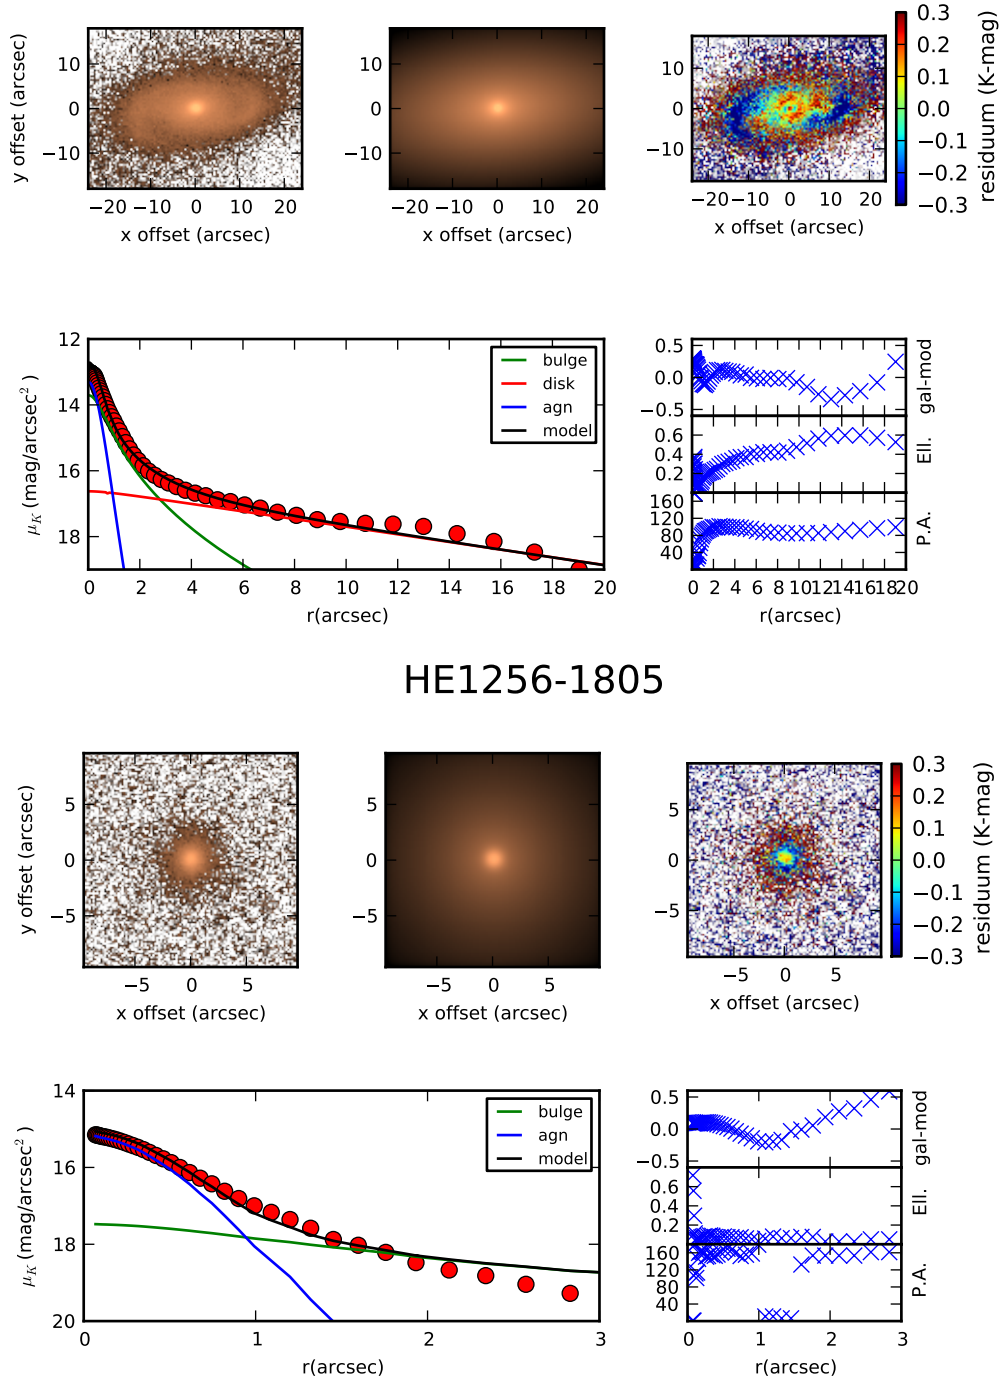 10
0
−10
y offset (arcsec)
−20 −10 0 10 20
x offset (arcsec)
10
0
−10
−20 −10 0 10 20
x offset (arcsec)
10
0
−10
−20 −10 0 10 20
x offset (arcsec)
0.3
0.2
0.1
0.0
−0.1
−0.2
−0.3
residuum (K-mag)
12
14
16
18
μK (mag/arcsec²)
bulge
disk
agn
model
0 2 4 6 8 10 12 14 16 18 20
r(arcsec)
0.5
0.0
−0.5
gal-mod
0.6
0.4
0.2
Ell.
160
120
80
40
P.A.
0 2 4 6 8 10 12 14 16 18 20
r(arcsec)
HE1256-1805
5
0
−5
y offset (arcsec)
−5 0 5
x offset (arcsec)
5
0
−5
−5 0 5
x offset (arcsec)
5
0
−5
−5 0 5
x offset (arcsec)
0.3
0.2
0.1
0.0
−0.1
−0.2
−0.3
residuum (K-mag)
14
16
18
20
μK (mag/arcsec²)
bulge
agn
model
0 1 2 3
r(arcsec)
0.5
0.0
−0.5
gal-mod
0.6
0.4
0.2
Ell.
160
120
80
40
P.A.
0 1 2 3
r(arcsec)